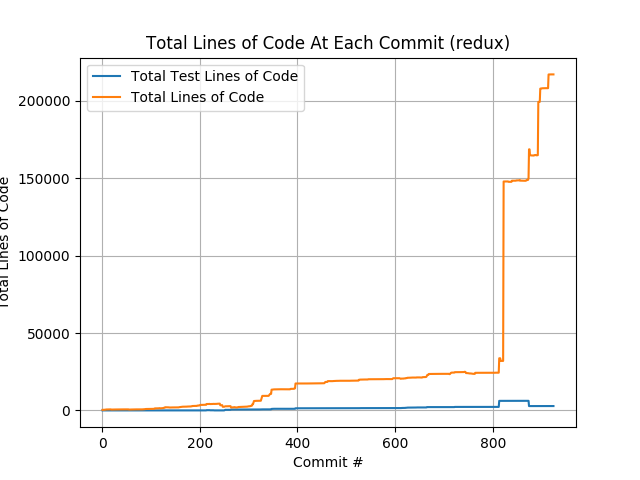 Total Lines of Code At Each Commit (redux)
Total Test Lines of Code
Total Lines of Code
200000
150000
100000
50000
0
Total Lines of Code
0 200 400 600 800
Commit #